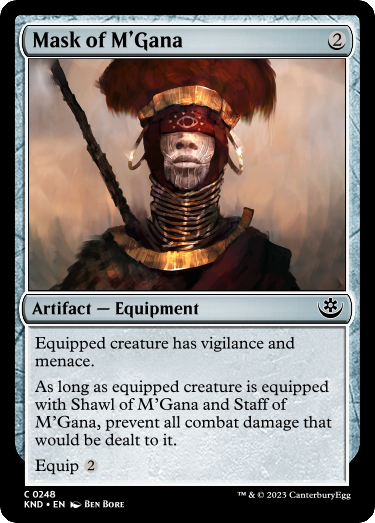 Mask of M'Gana 2
Artifact — Equipment
Equipped creature has vigilance and
menace.
As long as equipped creature is equipped
with Shawl of M'Gana and Staff of
M'Gana, prevent all combat damage that
would be dealt to it.
Equip 2
C 0248
KND • EN Ben Bore
™ & © 2023 CanterburyEgg